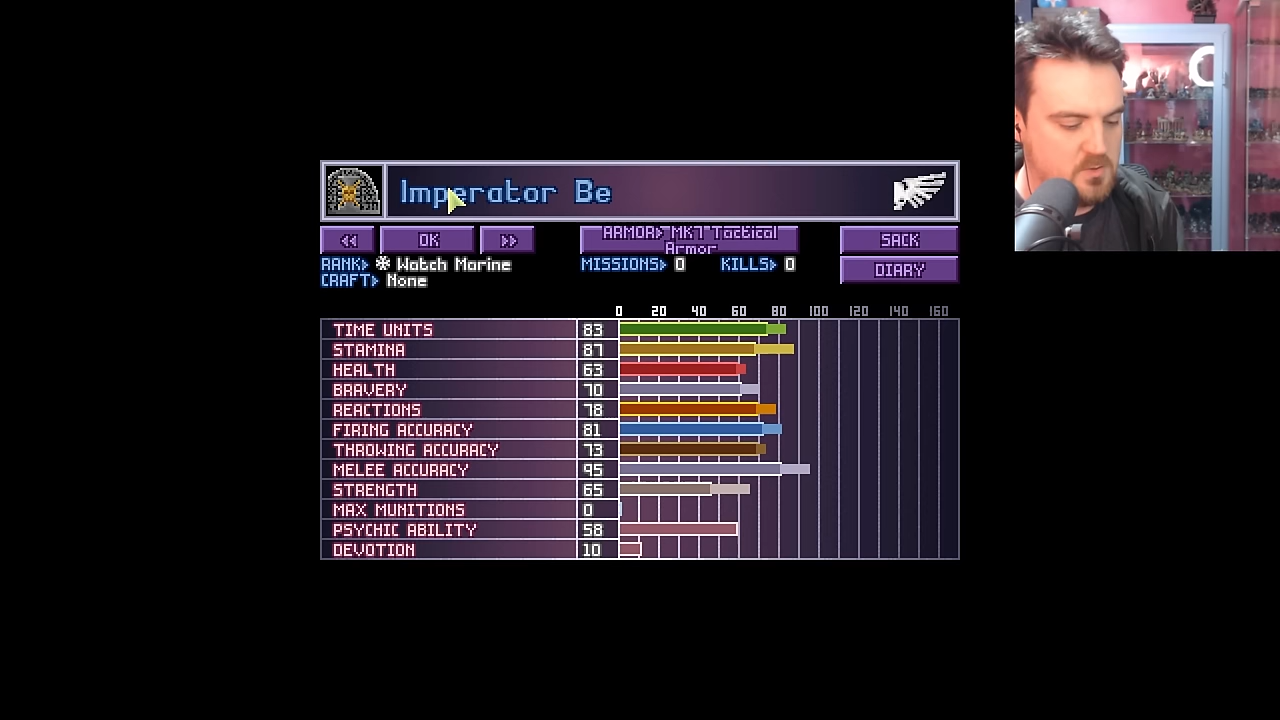 Imperator Be
OK
ARMOR> MK7 Tactical
Armor
SACK
RANK> Watch Marine
MISSIONS> 0
KILLS> 0
DIARY
CRAFT> None
0 20 40 60 80 100 120 140 160
TIME UNITS 83
STAMINA 87
HEALTH 63
BRAVERY 70
REACTIONS 78
FIRING ACCURACY 81
THROWING ACCURACY 73
MELEE ACCURACY 95
STRENGTH 65
MAX MUNITIONS 0
PSYCHIC ABILITY 58
DEVOTION 10